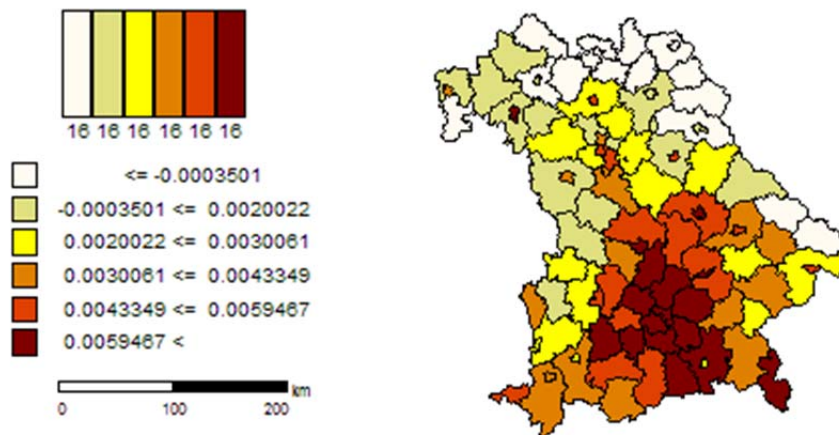 16 16 16 16 16 16
<= -0.0003501
-0.0003501 <= 0.0020022
0.0020022 <= 0.0030061
0.0030061 <= 0.0043349
0.0043349 <= 0.0059467
0.0059467 <
km
0 100 200